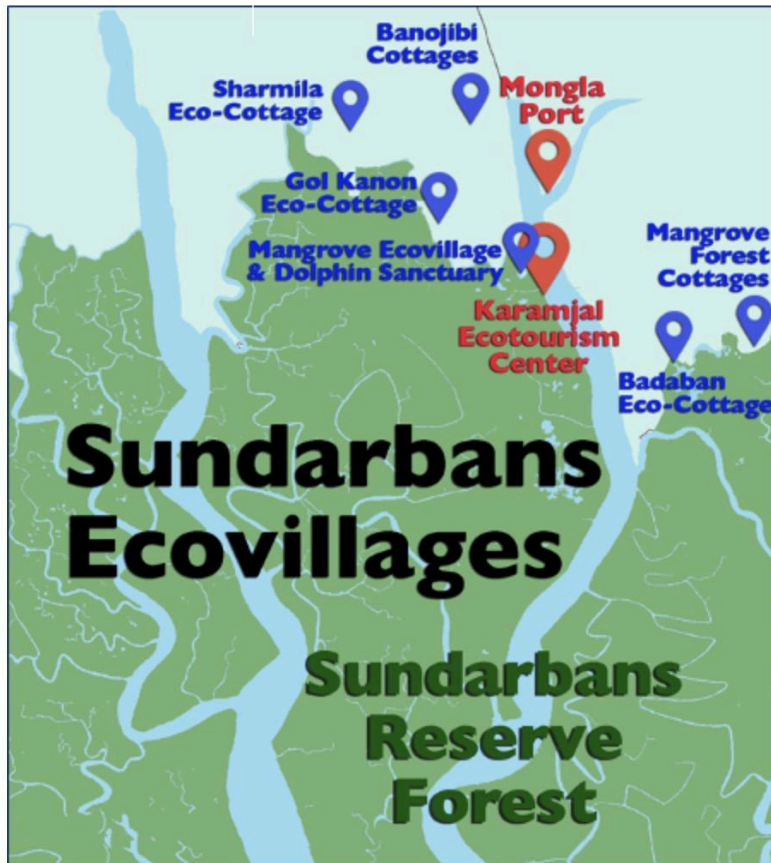 Banojibi
Cottages
Sharmila
Eco-Cottage
Mongla
Port
Gol Kanon
Eco-Cottage
Mangrove Ecovillage
& Dolphin Sanctuary
Mangrove
Forest
Cottages
Karamjal
Ecotourism
Center
Badaban
Eco-Cottage
Sundarbans
Ecovillages
Sundarbans
Reserve
Forest